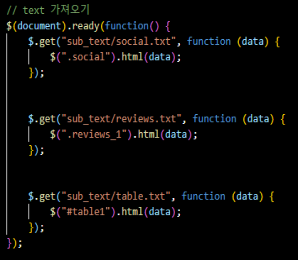 // text 가져오기
$(document).ready(function() {
$.get("sub_text/social.txt", function (data) {
$(".social").html(data);
});
$.get("sub_text/reviews.txt", function (data) {
$(".reviews_1").html(data);
});
$.get("sub_text/table.txt", function (data) {
$("#table1").html(data);
});
});